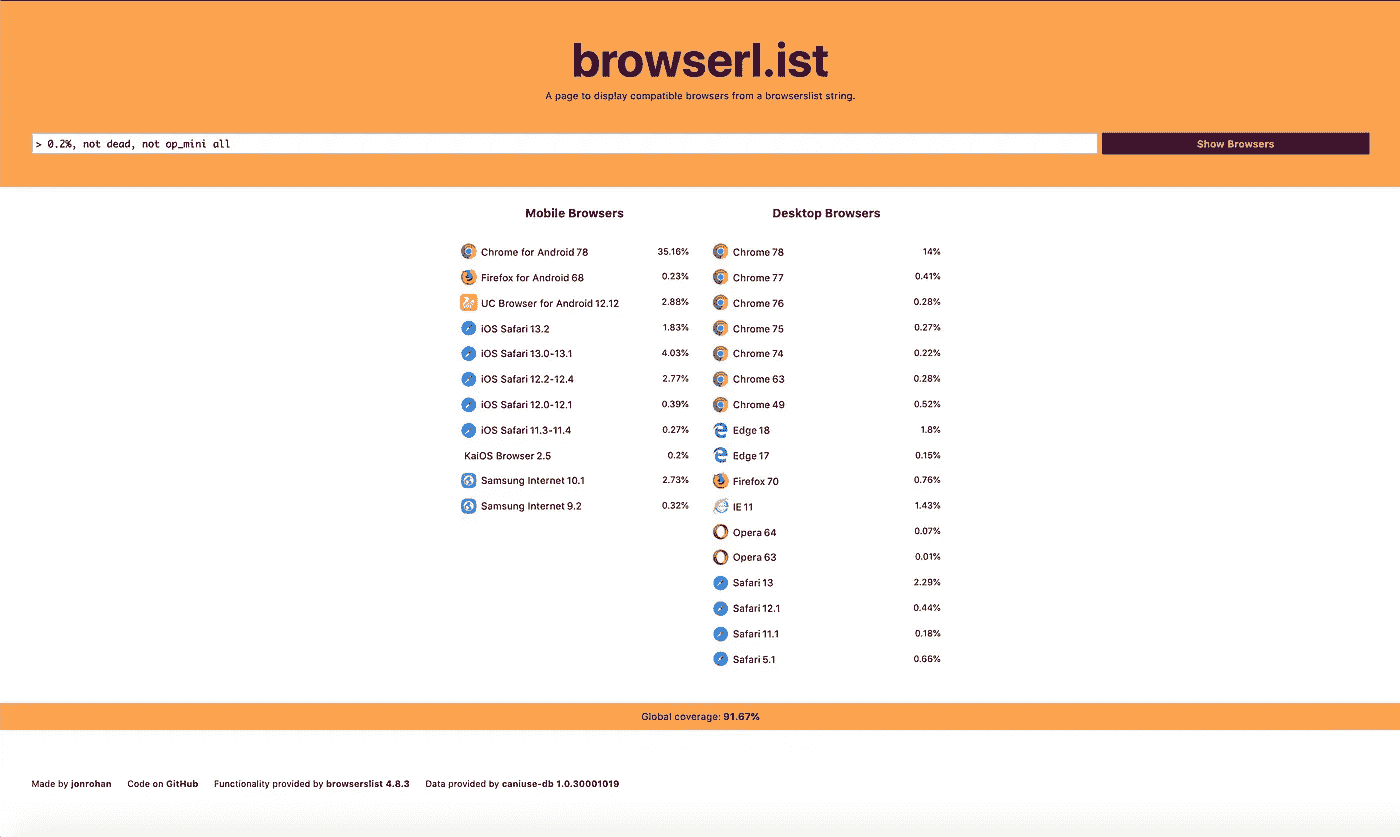 browserl.ist
A page to display compatible browsers from a browserslist string.
> 0.2%, not dead, not op_mini all
Show Browsers
Mobile Browsers
Chrome for Android 78 35.16%
Firefox for Android 68 0.23%
UC Browser for Android 12.12 2.88%
iOS Safari 13.2 1.83%
iOS Safari 13.0-13.1 4.03%
iOS Safari 12.2-12.4 2.77%
iOS Safari 12.0-12.1 0.39%
iOS Safari 11.3-11.4 0.27%
KaiOS Browser 2.5 0.2%
Samsung Internet 10.1 2.73%
Samsung Internet 9.2 0.32%
Desktop Browsers
Chrome 78 14%
Chrome 77 0.41%
Chrome 76 0.28%
Chrome 75 0.27%
Chrome 74 0.22%
Chrome 63 0.28%
Chrome 49 0.52%
Edge 18 1.8%
Edge 17 0.15%
Firefox 70 0.76%
IE 11 1.43%
Opera 64 0.07%
Opera 63 0.01%
Safari 13 2.29%
Safari 12.1 0.44%
Safari 11.1 0.18%
Safari 5.1 0.66%
Global coverage: 91.67%
Made by jonrohan Code on GitHub Functionality provided by browserslist 4.8.3 Data provided by caniuse-db 1.0.30001019